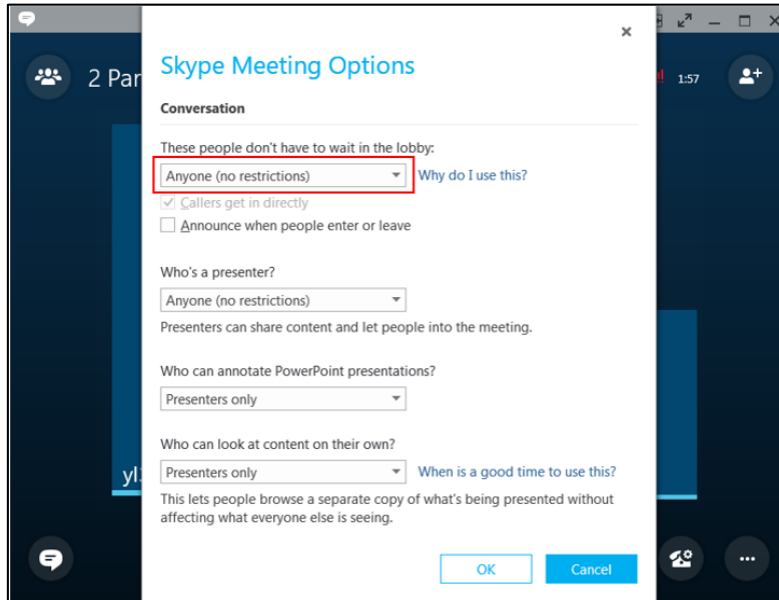 Skype Meeting Options
2 Par
1:57
Conversation
These people don't have to wait in the lobby:
Anyone (no restrictions) Why do I use this?
Callers get in directly
Announce when people enter or leave
Who's a presenter?
Anyone (no restrictions)
Presenters can share content and let people into the meeting.
Who can annotate PowerPoint presentations?
Presenters only
Who can look at content on their own?
Presenters only When is a good time to use this?
yl
This lets people browse a separate copy of what's being presented without
affecting what everyone else is seeing.
OK Cancel